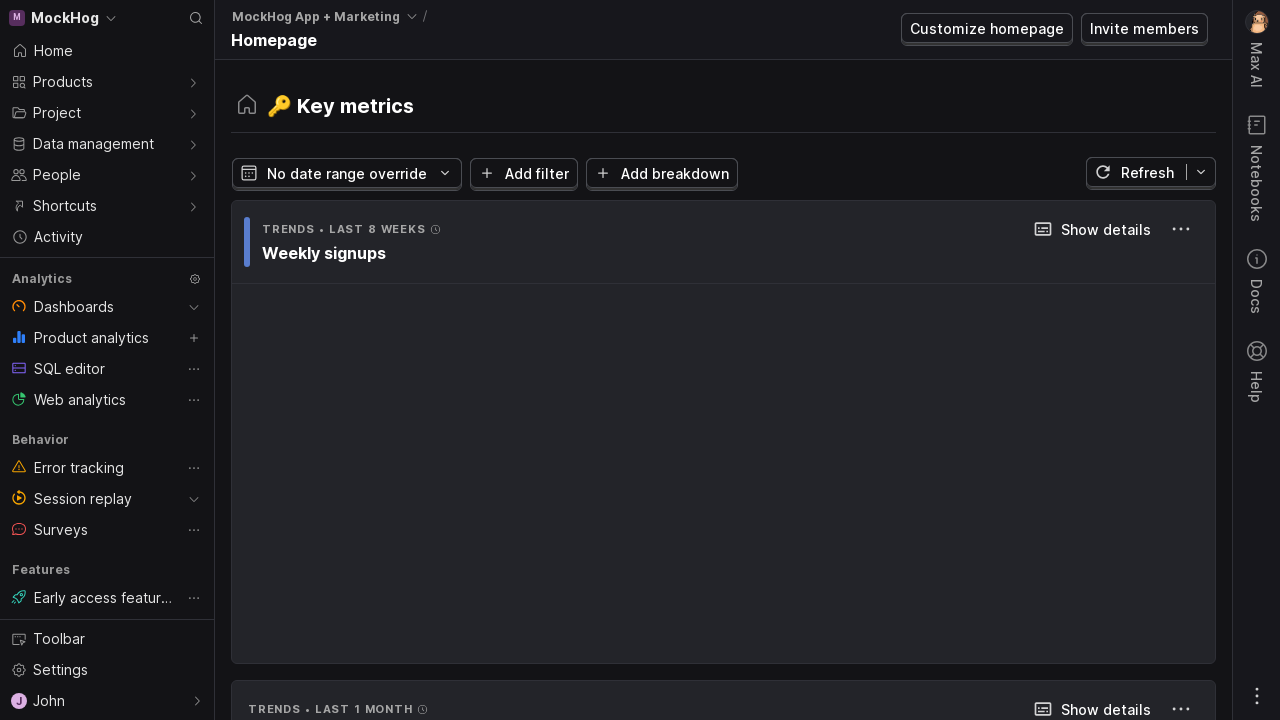 M MockHog
Home
Products
Project
Data management
People
Shortcuts
Activity
Analytics
Dashboards
Product analytics
SQL editor
Web analytics
Behavior
Error tracking
Session replay
Surveys
Features
Early access featur...
Toolbar
Settings
J John
MockHog App + Marketing /
Homepage
Customize homepage
Invite members
🔑 Key metrics
No date range override
Add filter
Add breakdown
Refresh
TRENDS • LAST 8 WEEKS
Show details
Weekly signups
TRENDS • LAST 1 MONTH
Show details
Max AI
Notebooks
Docs
Help